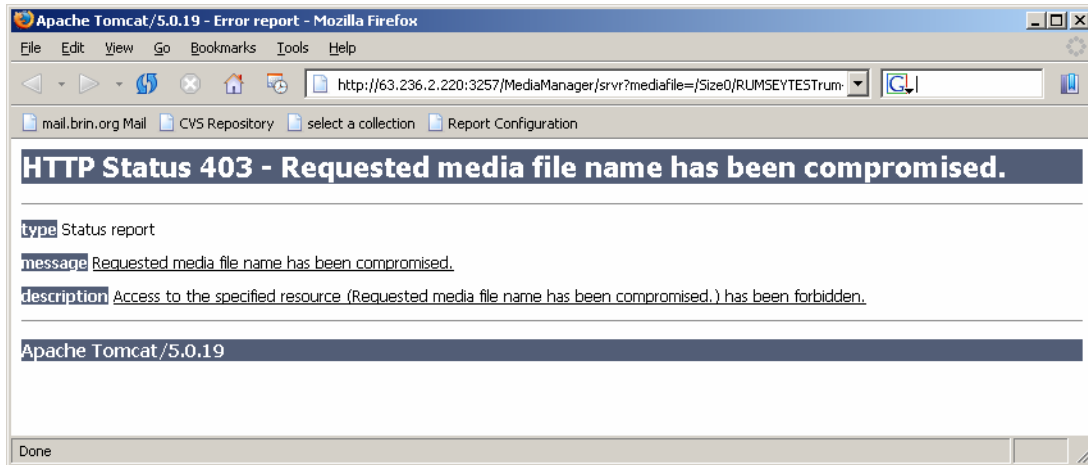 Apache Tomcat/5.0.19 - Error report - Mozilla Firefox
File Edit View Go Bookmarks Tools Help
http://63.236.2.220:3257/MediaManager/srvr?mediafile=/Size0/RUMSEYTESTrum- G
mail.brin.org Mail CVS Repository select a collection Report Configuration
HTTP Status 403 - Requested media file name has been compromised.
type Status report
message Requested media file name has been compromised.
description Access to the specified resource (Requested media file name has been compromised.) has been forbidden.
Apache Tomcat/5.0.19
Done